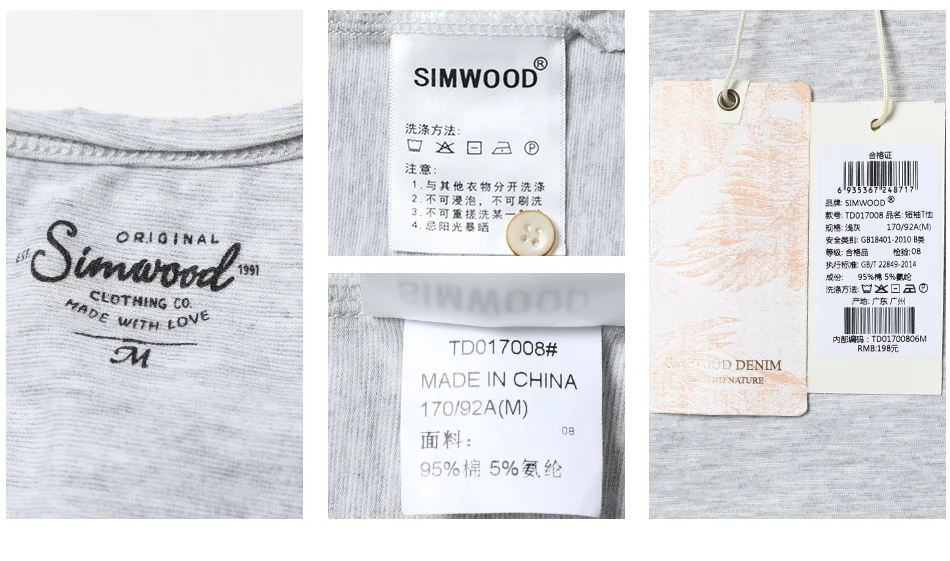 ORIGINAL
EST. Simwood 1991
CLOTHING CO.
MADE WITH LOVE
M
SIMWOOD®
洗涤方法:
注意:
1.与其他衣物分开洗涤
2.不可浸泡，不可刷洗
3.不可重搓洗某一
4.忌阳光暴晒
SIMWOOD
TD017008#
MADE IN CHINA
170/92A(M)
08
面料:
95%棉 5%氨纶
DENIM
NATURE
合格证
6 935367 248717
品牌: SIMWOOD ®
款号: TD017008 品名: 短袖T恤
规格: 浅灰 170/92A(M)
安全类别: GB18401-2010 B类
等级: 合格品 检验:08
执行标准: GB/T 22849-2014
成份: 95%棉 5%氨纶
洗涤方法:
产地: 广东 广州
内部编码: TD01700806M
RMB:198元